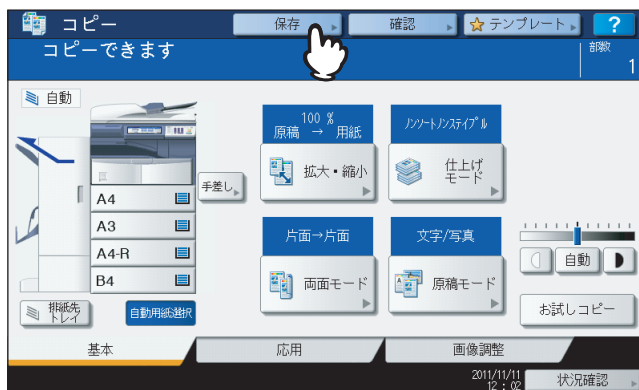 コピー
保存
確認
テンプレート
?
コピーできます
部数
1
自動
100 %
原稿 → 用紙
ノンソートノンステイプル
拡大・縮小
仕上げ
モード
手差し
A4
A3
A4-R
B4
片面→片面
文字/写真
両面モード
原稿モード
自動
排紙先
トレイ
自動用紙選択
お試しコピー
基本
応用
画像調整
2011/11/11
12 : 02
状況確認